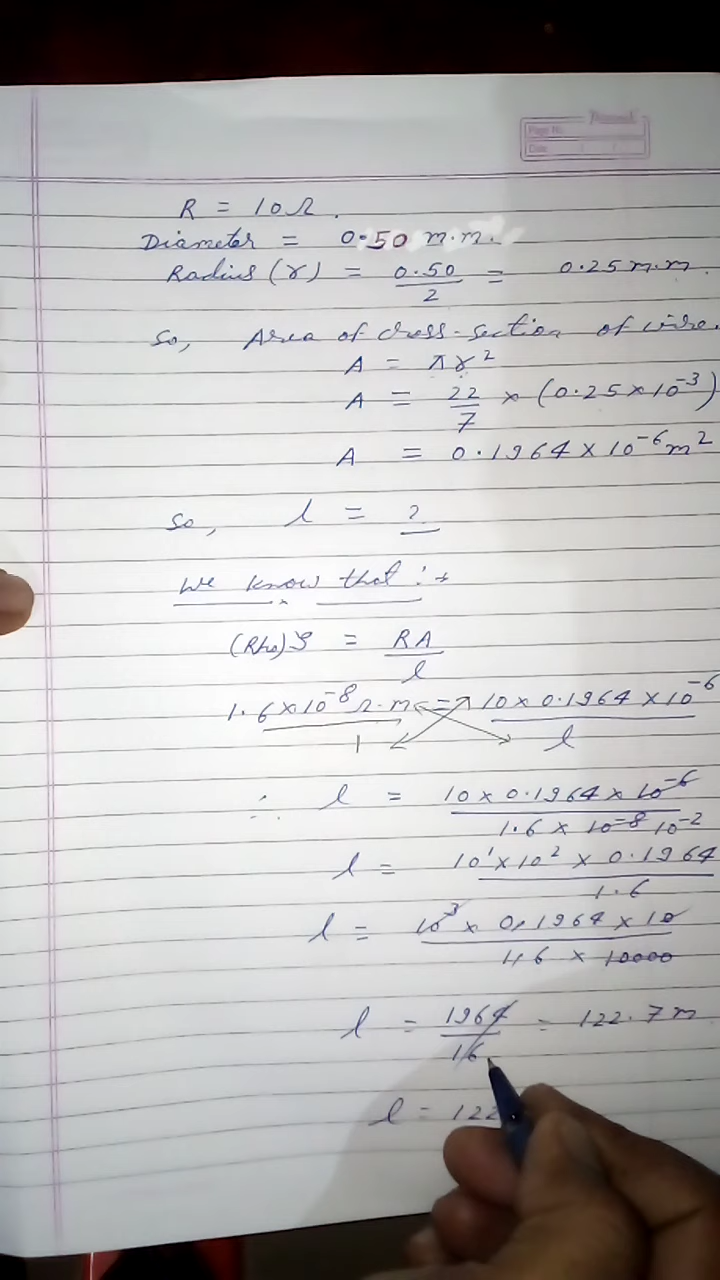 Page No.
Date
R = 10Ω.
Diameter = 0.50 m.m.
Radius (r) = 0.50/2 = 0.25 m.m.
So, Area of cross-section of wire.
A = πr²
A = 22/7 × (0.25×10⁻³)
A = 0.1964 × 10⁻⁶ m²
So, l = ?
We know that :→
(Rho) ρ = RA/l
1.6×10⁻⁸ Ω.m = 10×0.1964×10⁻⁶/l
1
∴ l = 10×0.1964×10⁻⁶/1.6×10⁻⁸ 10⁻²
l = 10¹×10²×0.1964/1.6
l = 10³×0.1964×10/1.6×10000
l = 1964/16 = 122.7 m
l = 122